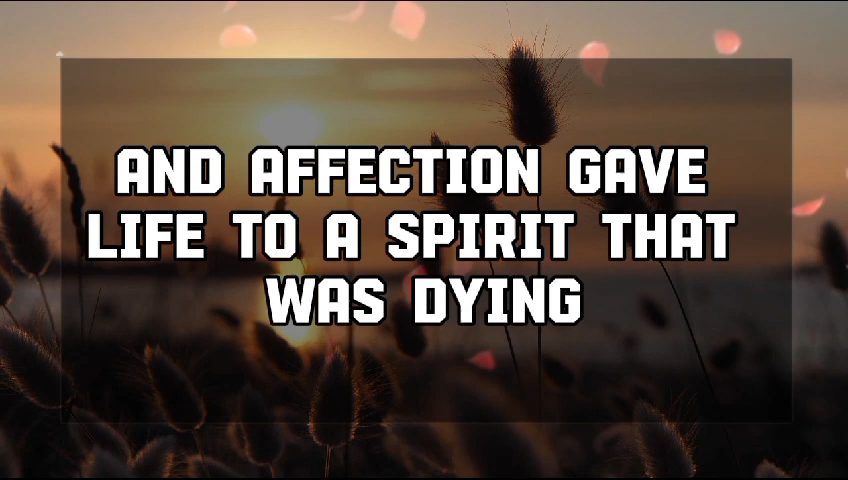 AND AFFECTION GAVE
LIFE TO A SPIRIT THAT
WAS DYING